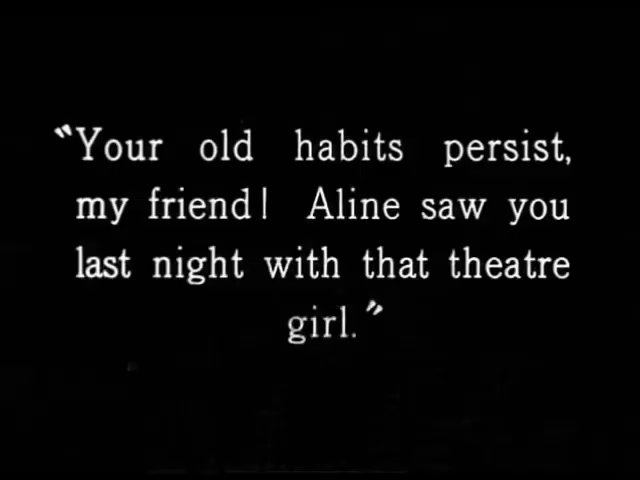 “Your old habits persist,
my friend! Aline saw you
last night with that theatre
girl.”